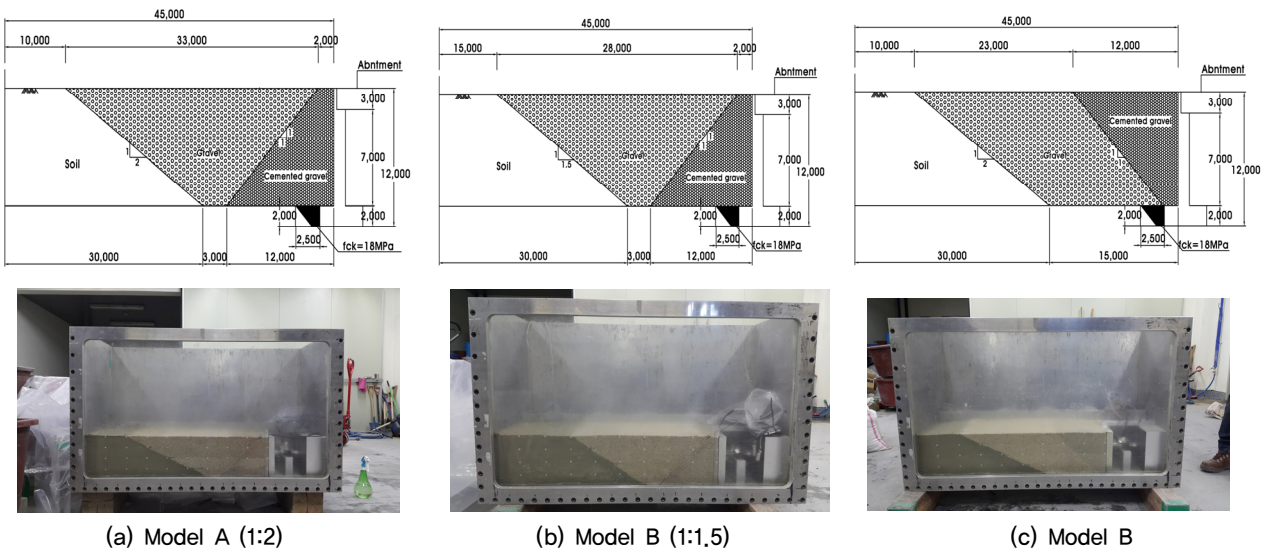 45,000
10,000 33,000 2,000
Abntment
3,000
7,000
12,000
Soil
Gravel
Cemented gravel
1
2
1
1
2,000
2,000
2,500
fck=18MPa
30,000 3,000 12,000
(a) Model A (1:2)
45,000
15,000 28,000 2,000
Abntment
3,000
7,000
12,000
Soil
Gravel
Cemented gravel
1
1.5
1
1
2,000
2,000
2,500
fck=18MPa
30,000 3,000 12,000
(b) Model B (1:1.5)
45,000
10,000 23,000 12,000
Abntment
3,000
Cemented gravel
7,000
12,000
Soil
Gravel
1
2
1
2,000
2,000
2,500
fck=18MPa
30,000 15,000
(c) Model B